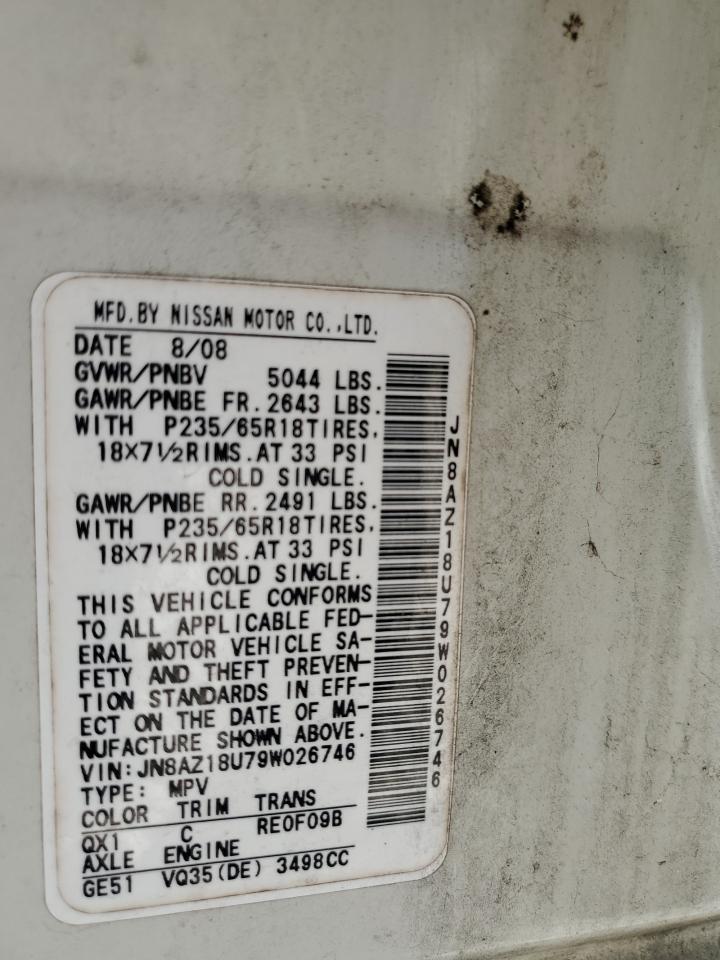 MFD.BY NISSAN MOTOR CO.,LTD.
DATE 8/08
GVWR/PNBV 5044 LBS.
GAWR/PNBE FR. 2643 LBS.
WITH P235/65R18TIRES,
18×7½RIMS.AT 33 PSI
COLD SINGLE.
GAWR/PNBE RR. 2491 LBS.
WITH P235/65R18TIRES,
18×7½RIMS.AT 33 PSI
COLD SINGLE.
THIS VEHICLE CONFORMS
TO ALL APPLICABLE FED-
ERAL MOTOR VEHICLE SA-
FETY AND THEFT PREVEN-
TION STANDARDS IN EFF-
ECT ON THE DATE OF MA-
NUFACTURE SHOWN ABOVE.
VIN:JN8AZ18U79W026746
TYPE: MPV
COLOR TRIM TRANS
QX1 C RE0F09B
AXLE ENGINE
GE51 VQ35(DE) 3498CC
JN8AZ18U79W026746